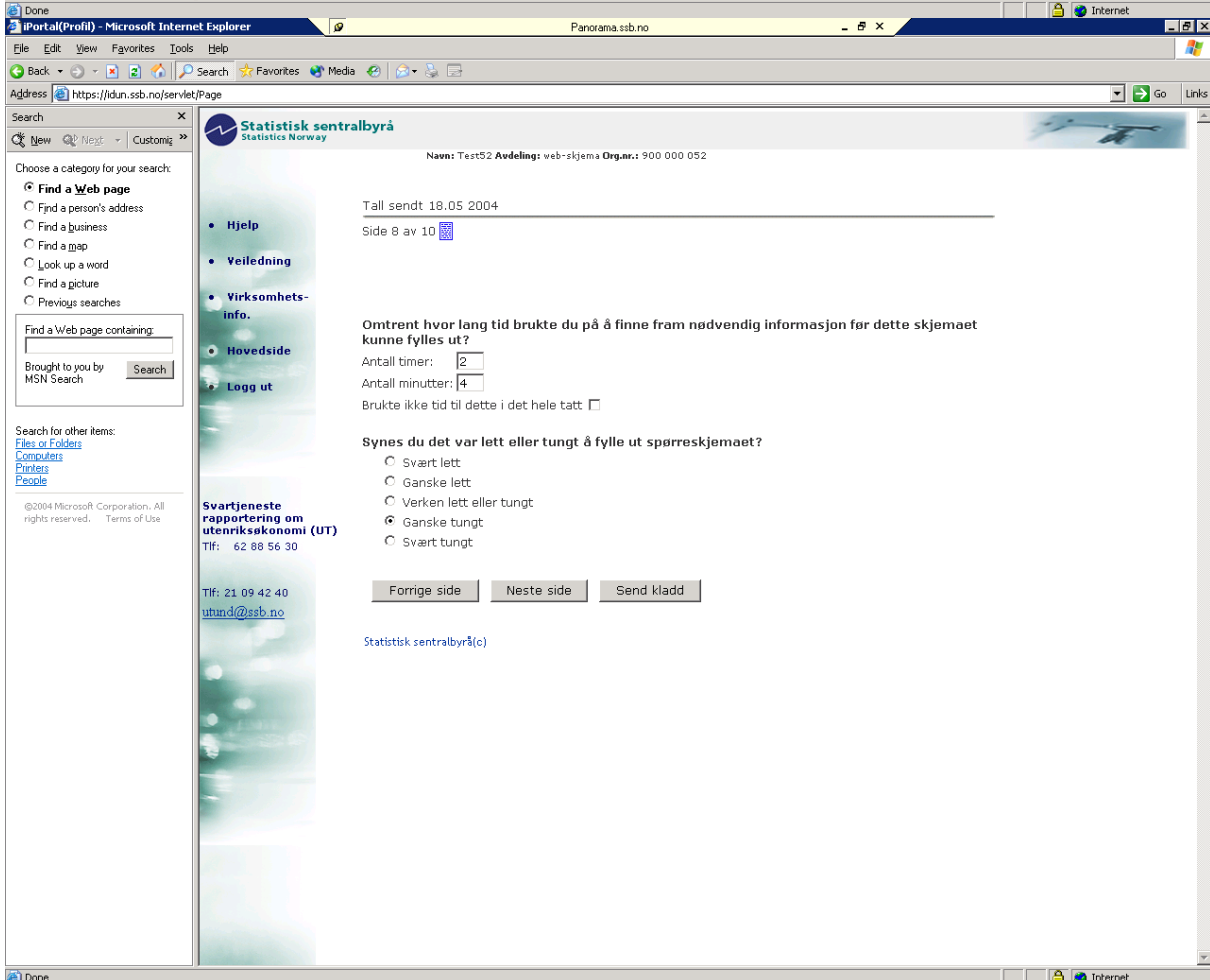 Done
Internet
iPortal(Profil) - Microsoft Internet Explorer
Panorama.ssb.no
File Edit View Favorites Tools Help
Back Search Favorites Media
Address https://idun.ssb.no/servlet/Page
Go Links
Search
New Next Customiz »
Choose a category for your search:
Find a Web page
Find a person's address
Find a business
Find a map
Look up a word
Find a picture
Previous searches
Find a Web page containing:
Brought to you by
MSN Search
Search
Search for other items:
Files or Folders
Computers
Printers
People
©2004 Microsoft Corporation. All
rights reserved. Terms of Use
Statistisk sentralbyrå
Statistics Norway
Navn: Test52 Avdeling: web-skjema Org.nr.: 900 000 052
• Hjelp
• Veiledning
• Virksomhets-
info.
• Hovedside
• Logg ut
Svartjeneste
rapportering om
utenriksøkonomi (UT)
Tlf: 62 88 56 30
Tlf: 21 09 42 40
utund@ssb.no
Tall sendt 18.05 2004
Side 8 av 10
Omtrent hvor lang tid brukte du på å finne fram nødvendig informasjon før dette skjemaet
kunne fylles ut?
Antall timer: 2
Antall minutter: 4
Brukte ikke tid til dette i det hele tatt
Synes du det var lett eller tungt å fylle ut spørreskjemaet?
Svært lett
Ganske lett
Verken lett eller tungt
Ganske tungt
Svært tungt
Forrige side Neste side Send kladd
Statistisk sentralbyrå(c)
Done
Internet